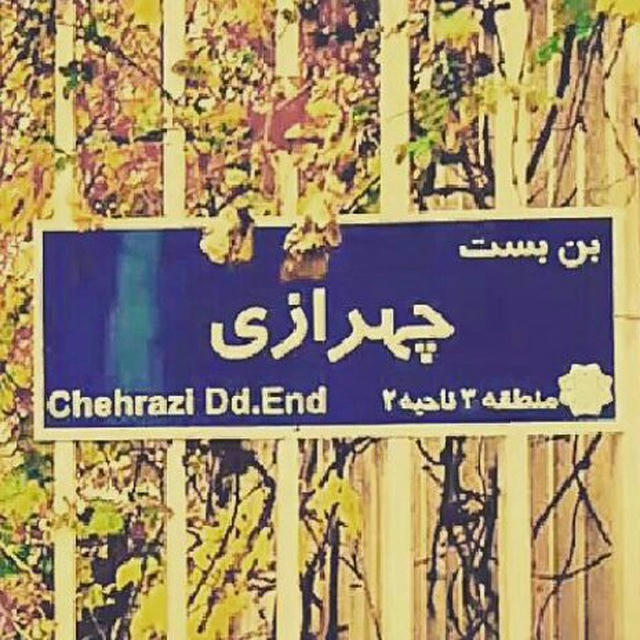 بن بست
چهرازی
Chehrazi Dd.End
منطقه ۳ ناحیه ۲